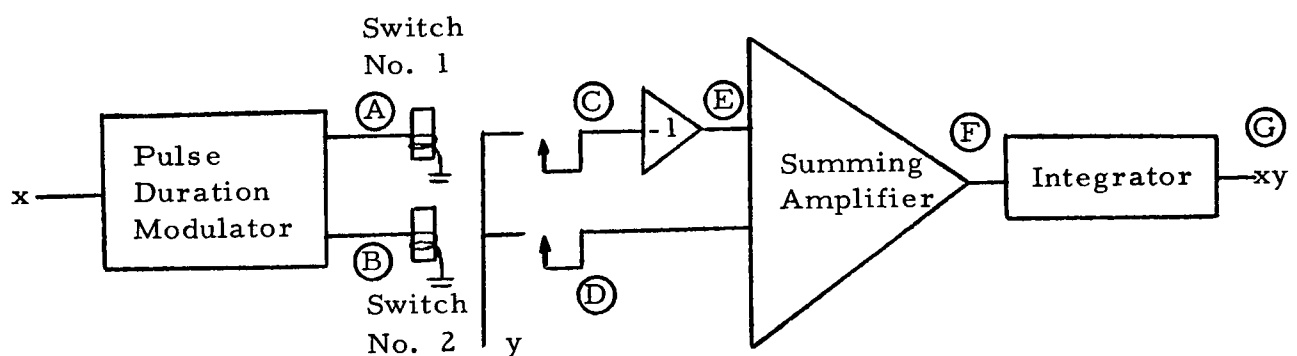 Switch
No. 1
A
C
E
F
G
-1
Pulse
Duration
Modulator
x
Summing
Amplifier
Integrator
xy
B
D
Switch
No. 2
y